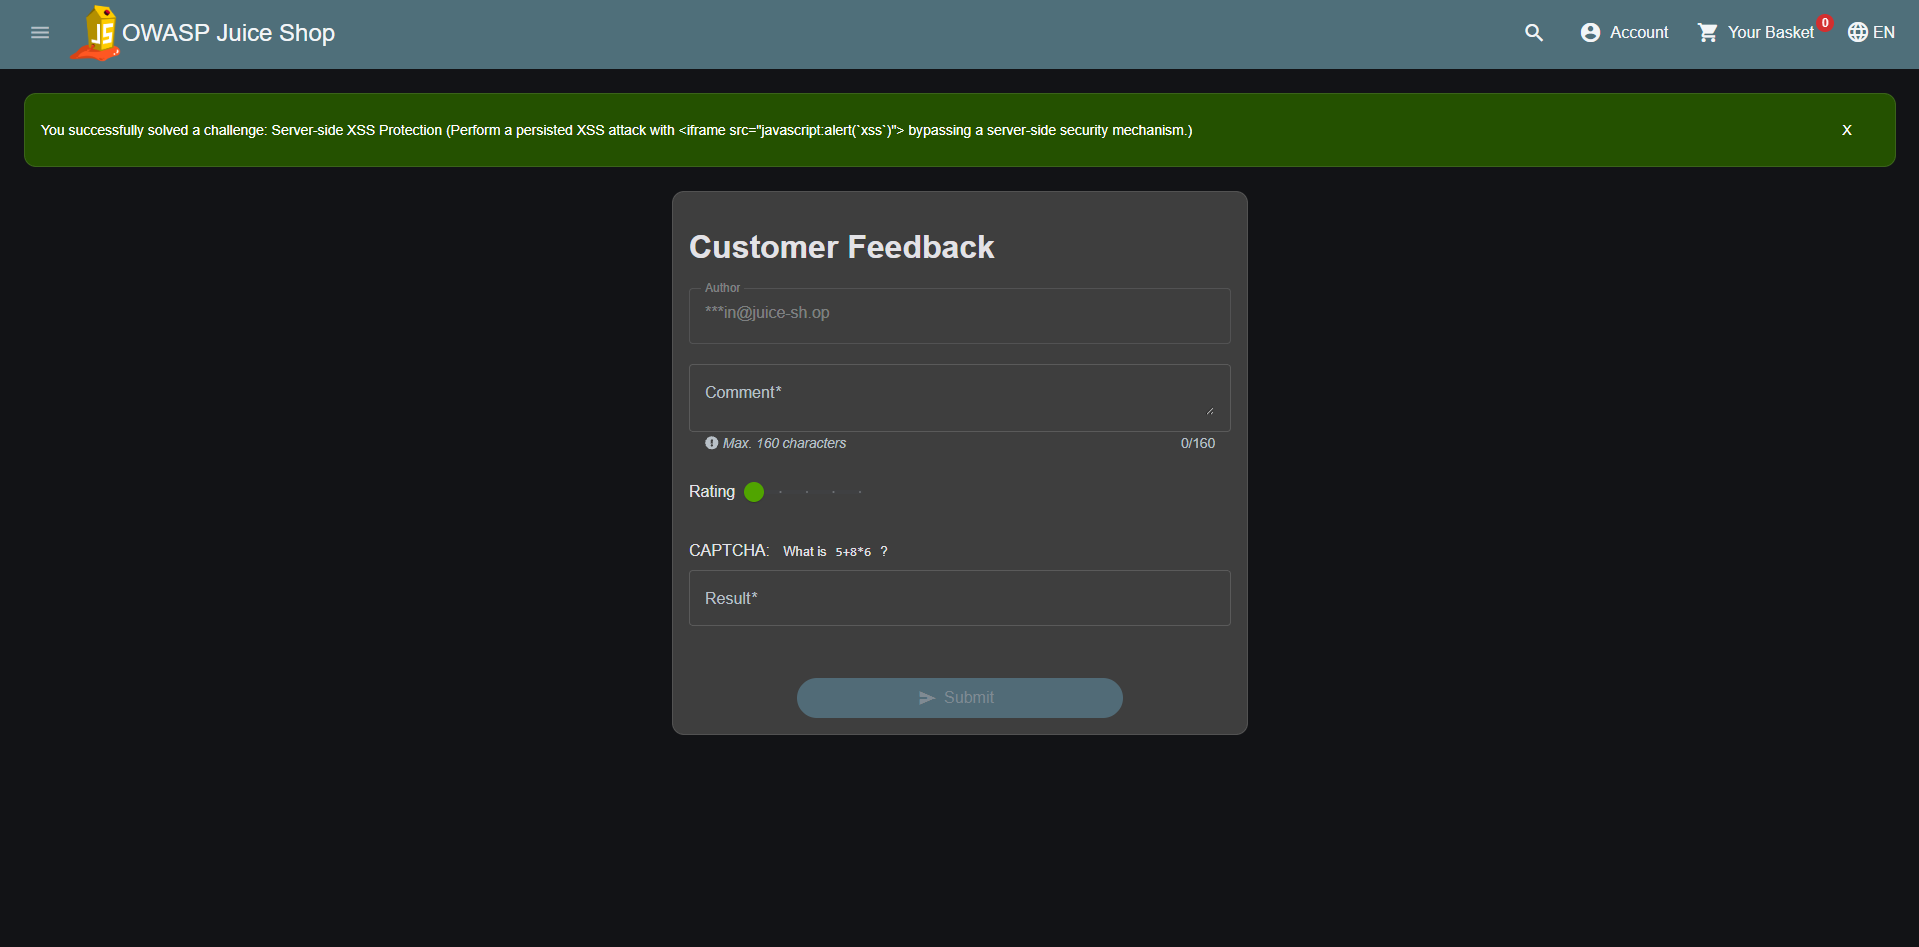 OWASP Juice Shop
Account
Your Basket
0
EN
You successfully solved a challenge: Server-side XSS Protection (Perform a persisted XSS attack with <iframe src="javascript:alert(`xss`)"> bypassing a server-side security mechanism.)
X
Customer Feedback
Author
***in@juice-sh.op
Comment*
Max. 160 characters
0/160
Rating
CAPTCHA: What is 5+8*6 ?
Result*
Submit